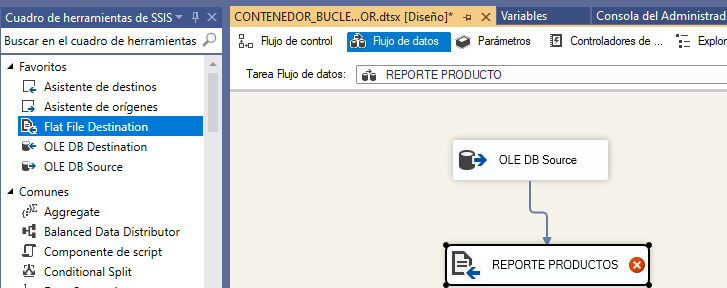 Cuadro de herramientas de SSIS
Buscar en el cuadro de herramientas
Favoritos
Asistente de destinos
Asistente de orígenes
Flat File Destination
OLE DB Destination
OLE DB Source
Comunes
Aggregate
Balanced Data Distributor
Componente de script
Conditional Split
CONTENEDOR_BUCLE...OR.dtsx [Diseño]*
Variables
Consola del Administrad
Flujo de control
Flujo de datos
Parámetros
Controladores de ...
Explorad
Tarea Flujo de datos:
REPORTE PRODUCTO
OLE DB Source
REPORTE PRODUCTOS